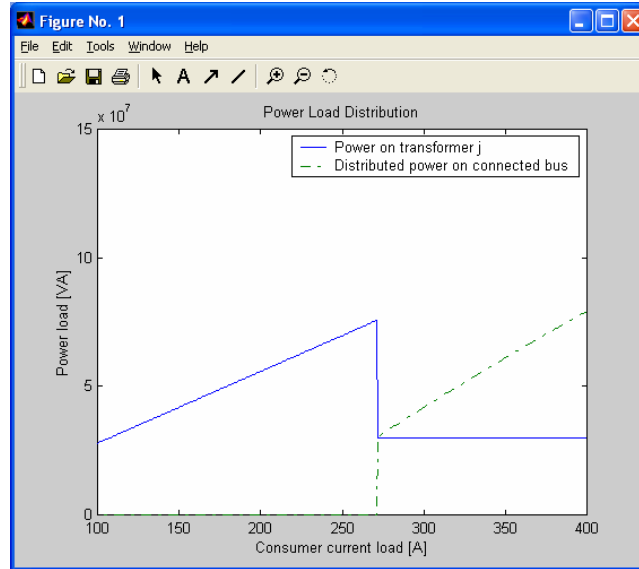 Figure No. 1
File Edit Tools Window Help
A
Power Load Distribution
x 10^7
Power on transformer j
Distributed power on connected bus
15
10
5
0
Power load [VA]
100 150 200 250 300 350 400
Consumer current load [A]